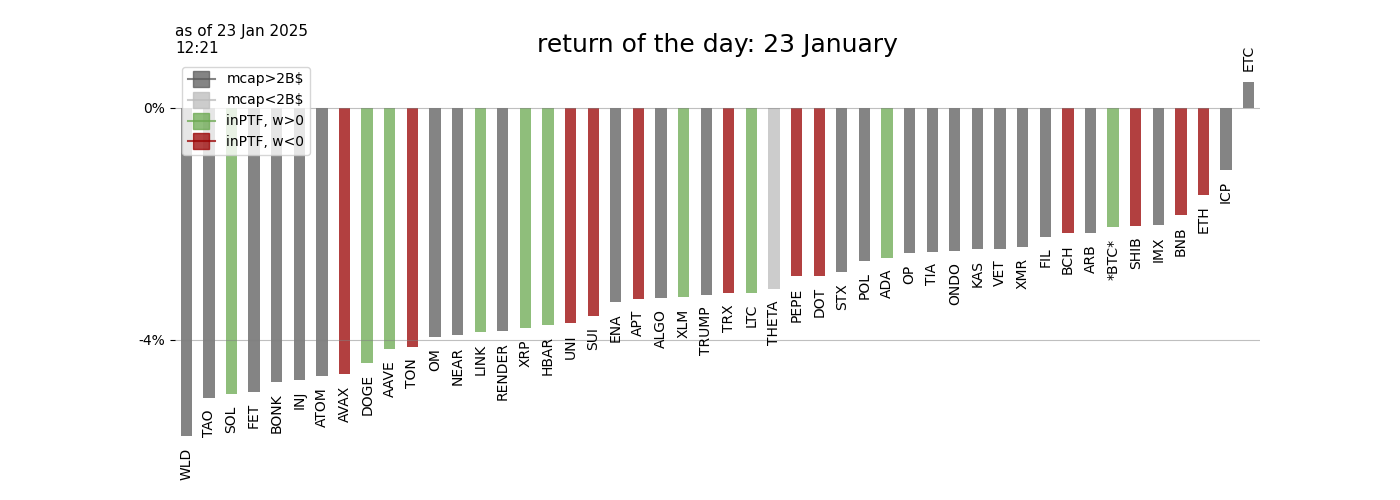 as of 23 Jan 2025
12:21
return of the day: 23 January
mcap>2B$
mcap<2B$
inPTF, w>0
inPTF, w<0
0%
-4%
WLD
TAO
SOL
FET
BONK
INJ
ATOM
AVAX
DOGE
AAVE
TON
OM
NEAR
LINK
RENDER
XRP
HBAR
UNI
SUI
ENA
APT
ALGO
XLM
TRUMP
TRX
LTC
THETA
PEPE
DOT
STX
POL
ADA
OP
TIA
ONDO
KAS
VET
XMR
FIL
BCH
ARB
*BTC*
SHIB
IMX
BNB
ETH
ICP
ETC